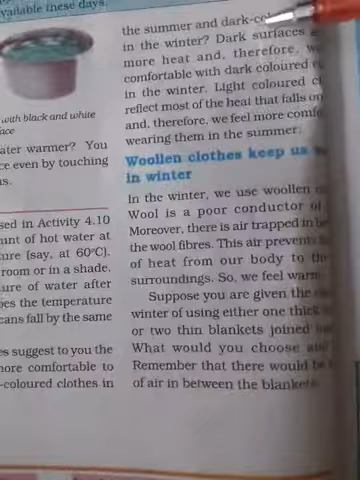 vailable these days
with black and white
ace
ater warmer? You
ce even by touching
us.
sed in Activity 4.10
unt of hot water at
ure (say, at 60°C).
room or in a shade.
ure of water after
oes the temperature
cans fall by the same
es suggest to you the
more comfortable to
-coloured clothes in
the summer and dark-co
in the winter? Dark surfaces
more heat and, therefore, w
comfortable with dark coloured
in the winter. Light coloured cl
reflect most of the heat that falls on
and, therefore, we feel more comfo
wearing them in the summer.
Woollen clothes keep us
in winter
In the winter, we use woollen
Wool is a poor conductor of
Moreover, there is air trapped in
the wool fibres. This air prevents
of heat from our body to the
surroundings. So, we feel warm
Suppose you are given the
winter of using either one thick
or two thin blankets joined
What would you choose and
Remember that there would be
of air in between the blankets